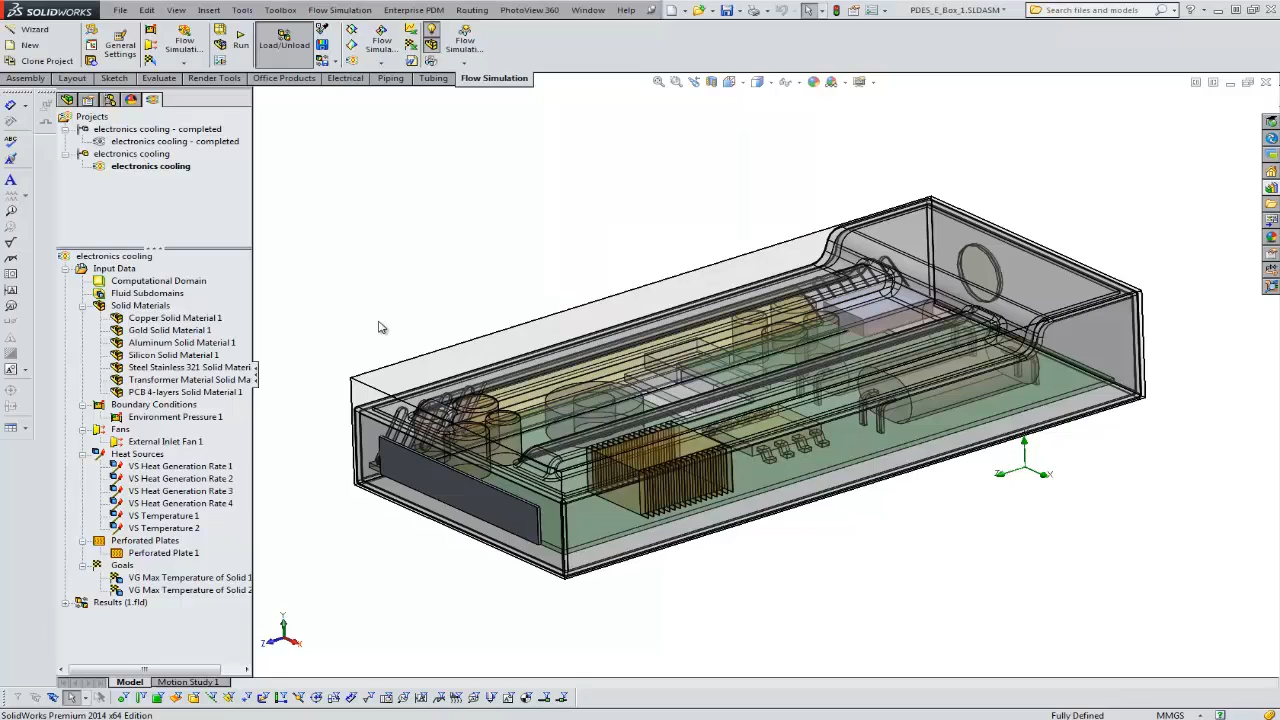 SOLIDWORKS File Edit View Insert Tools Toolbox Flow Simulation Enterprise PDM Routing PhotoView 360 Window Help PDES_E_Box_1.SLDASM * Search files and models
Wizard
New
Clone Project
General Settings
Flow Simulati...
Run
Load/Unload
Flow Simula...
Flow Simulati...
Assembly Layout Sketch Evaluate Render Tools Office Products Electrical Piping Tubing Flow Simulation
Projects
electronics cooling - completed
electronics cooling - completed
electronics cooling
electronics cooling
electronics cooling
Input Data
Computational Domain
Fluid Subdomains
Solid Materials
Copper Solid Material 1
Gold Solid Material 1
Aluminum Solid Material 1
Silicon Solid Material 1
Steel Stainless 321 Solid Materi
Transformer Material Solid Ma
PCB 4-layers Solid Material 1
Boundary Conditions
Environment Pressure 1
Fans
External Inlet Fan 1
Heat Sources
VS Heat Generation Rate 1
VS Heat Generation Rate 2
VS Heat Generation Rate 3
VS Heat Generation Rate 4
VS Temperature 1
VS Temperature 2
Perforated Plates
Perforated Plate 1
Goals
VG Max Temperature of Solid 1
VG Max Temperature of Solid 2
Results (1.fld)
Z X
Y
Z X
Model Motion Study 1
SolidWorks Premium 2014 x64 Edition Fully Defined MMGS